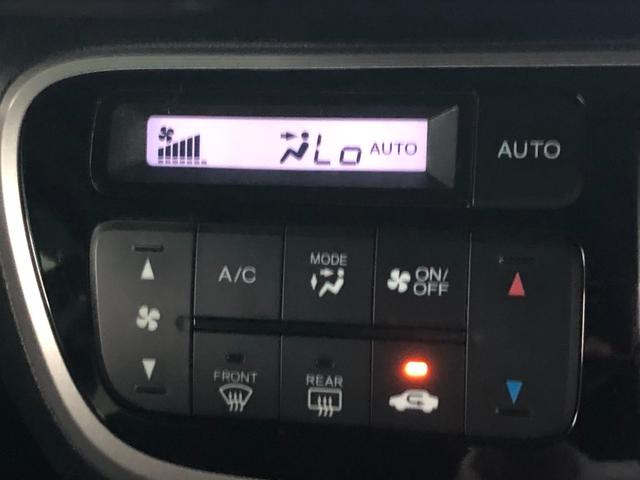 Lo AUTO
AUTO
A/C
MODE
ON/
OFF
FRONT
REAR